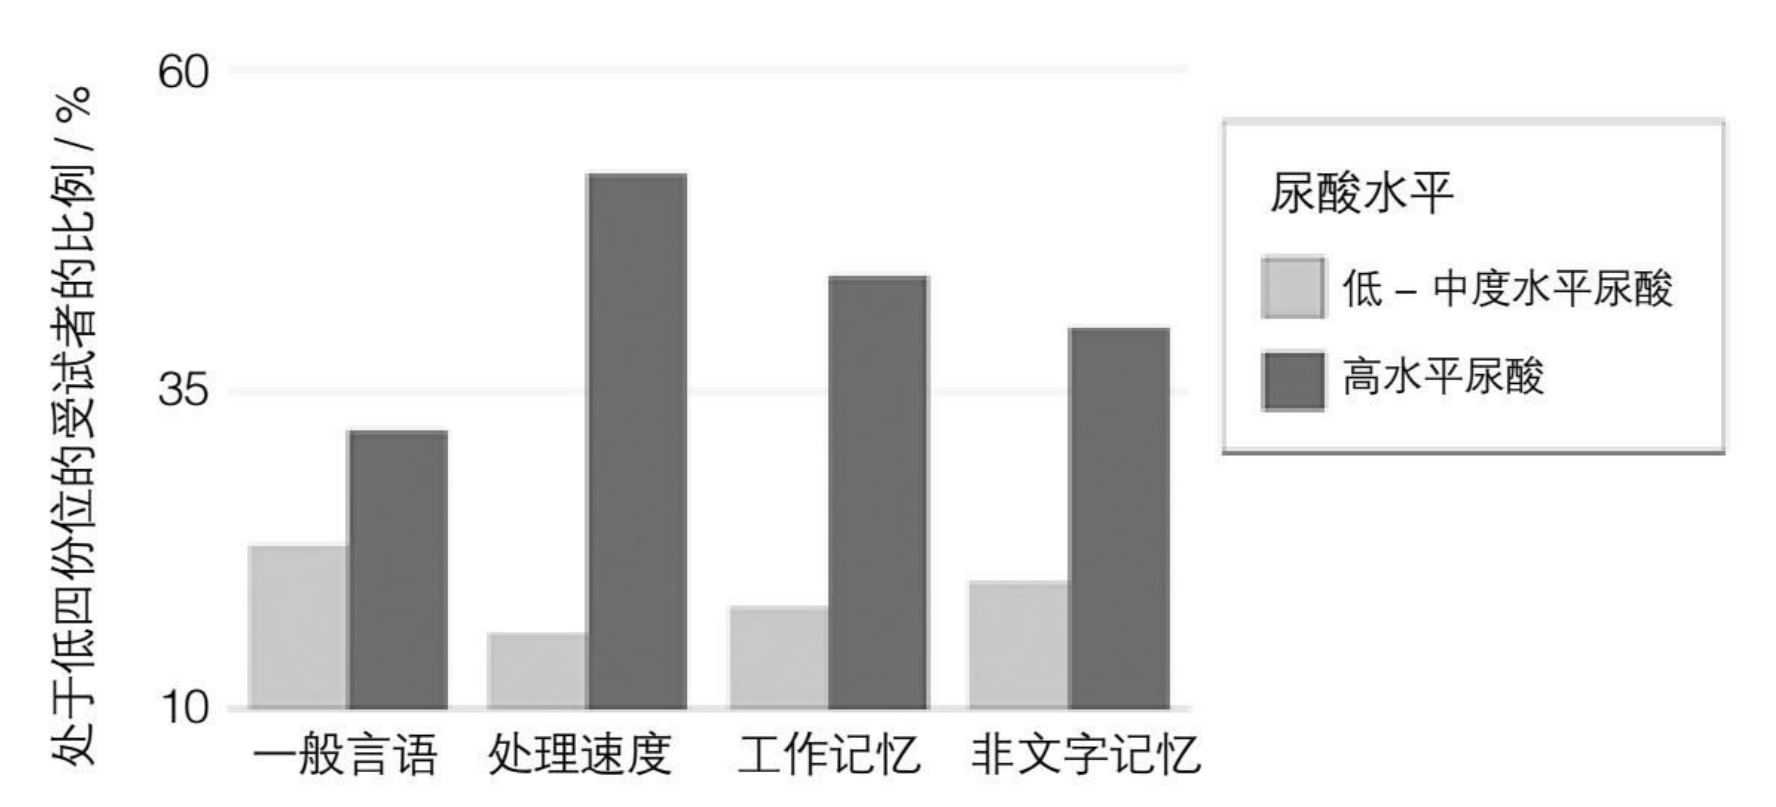 处于低四份位的受试者的比例 / %
60
35
10
一般言语
处理速度
工作记忆
非文字记忆
尿酸水平
低 – 中度水平尿酸
高水平尿酸